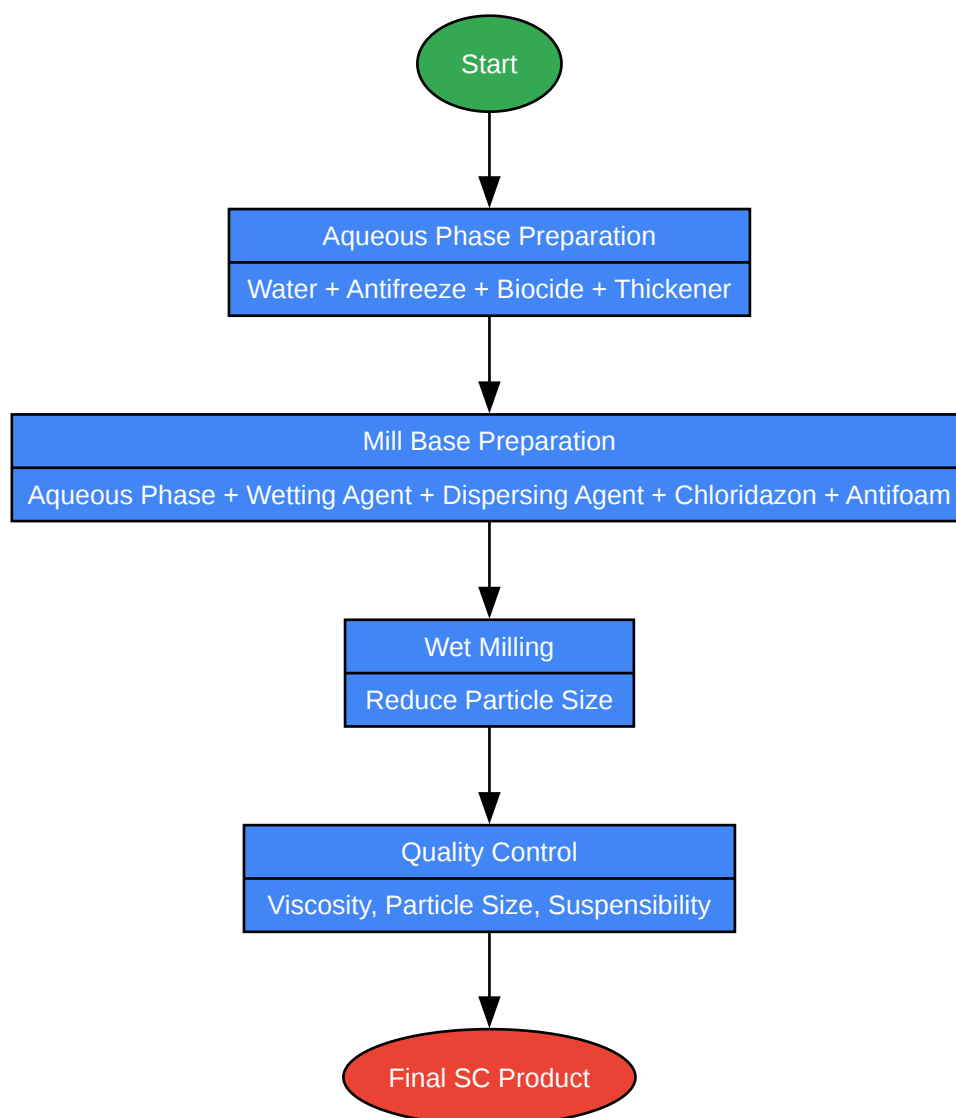 Start
Aqueous Phase Preparation
Water + Antifreeze + Biocide + Thickener
Mill Base Preparation
Aqueous Phase + Wetting Agent + Dispersing Agent + Chloridazon + Antifoam
Wet Milling
Reduce Particle Size
Quality Control
Viscosity, Particle Size, Suspensibility
Final SC Product